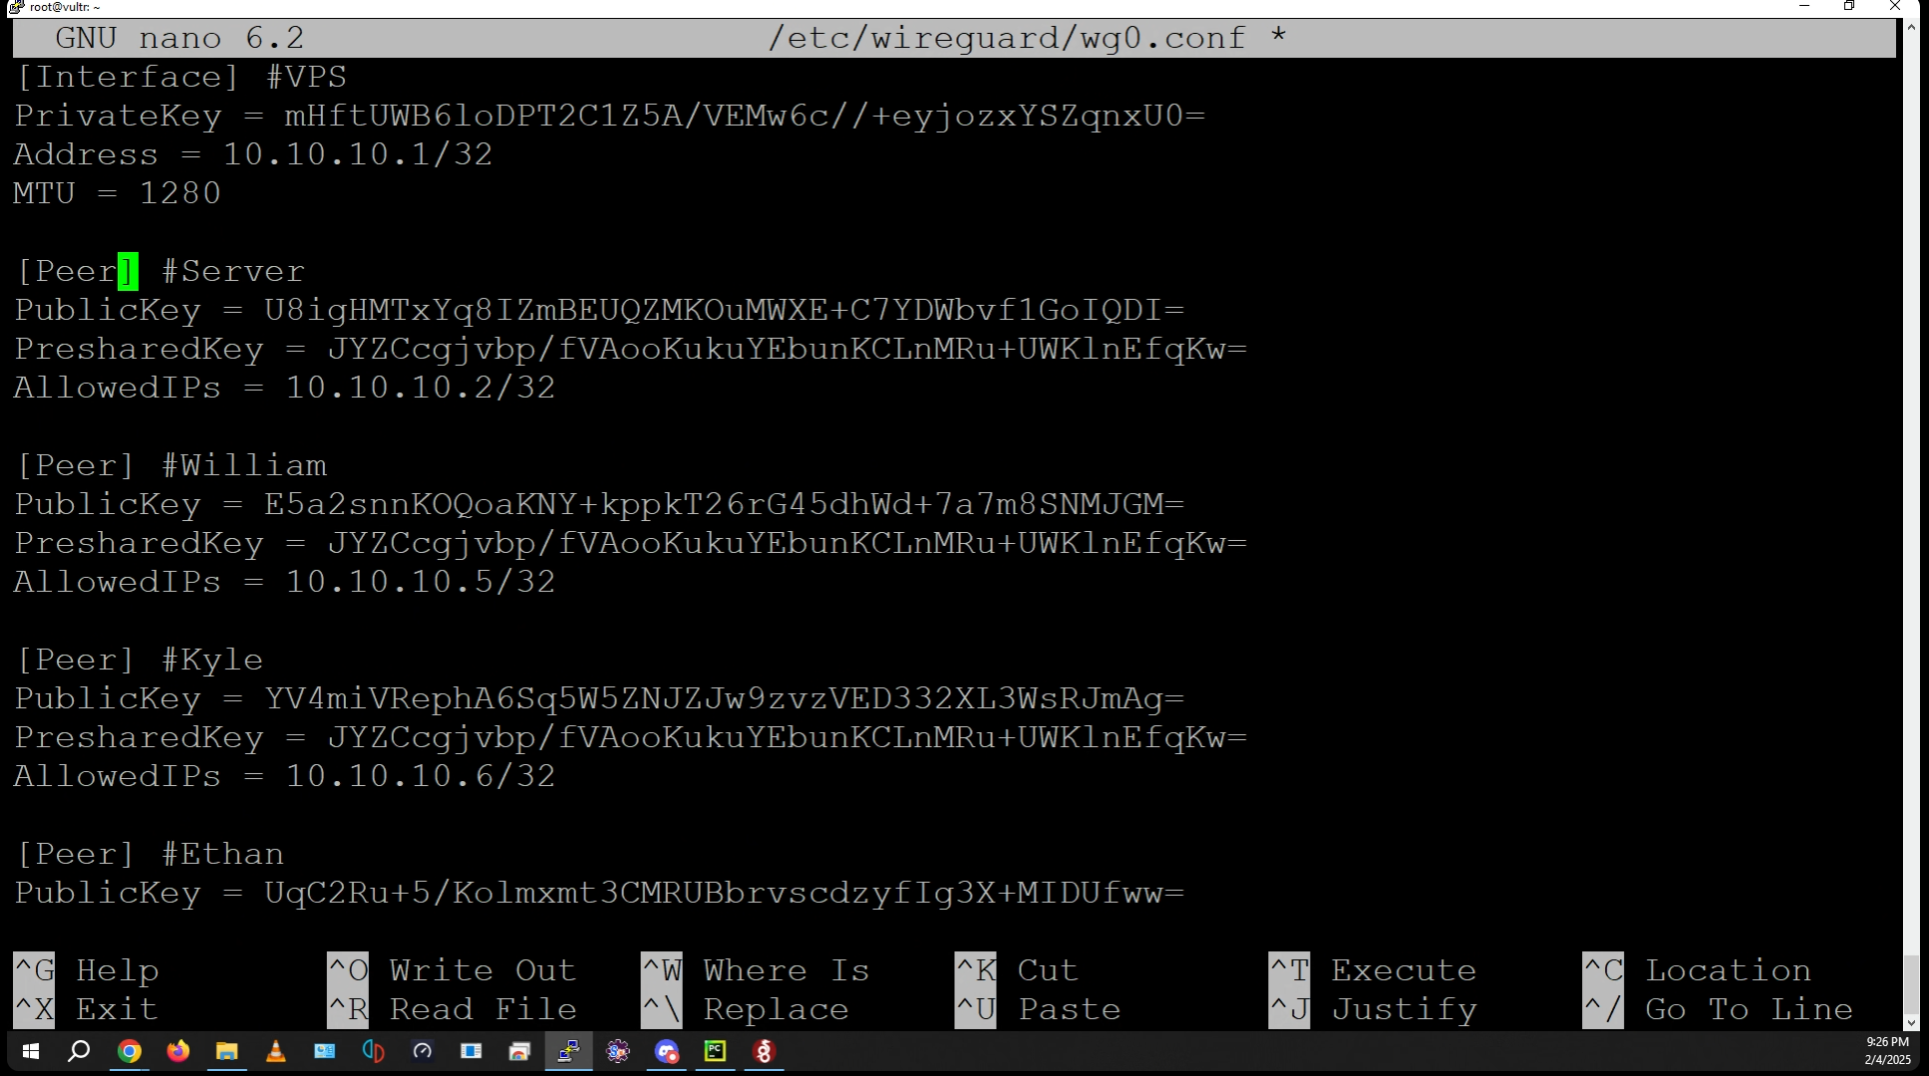 root@vultr: ~
GNU nano 6.2 /etc/wireguard/wg0.conf *
[Interface] #VPS
PrivateKey = mHftUWB6loDPT2C1Z5A/VEMw6c//+eyjozxYSZqnxU0=
Address = 10.10.10.1/32
MTU = 1280
[Peer] #Server
PublicKey = U8igHMTxYq8IZmBEUQZMKOuMWXE+C7YDWbvf1GoIQDI=
PresharedKey = JYZCcgjvbp/fVAooKukuYEbunKCLnMRu+UWKlnEfqKw=
AllowedIPs = 10.10.10.2/32
[Peer] #William
PublicKey = E5a2snnKOQoaKNY+kppkT26rG45dhWd+7a7m8SNMJGM=
PresharedKey = JYZCcgjvbp/fVAooKukuYEbunKCLnMRu+UWKlnEfqKw=
AllowedIPs = 10.10.10.5/32
[Peer] #Kyle
PublicKey = YV4miVRephA6Sq5W5ZNJZJw9zvzVED332XL3WsRJmAg=
PresharedKey = JYZCcgjvbp/fVAooKukuYEbunKCLnMRu+UWKlnEfqKw=
AllowedIPs = 10.10.10.6/32
[Peer] #Ethan
PublicKey = UqC2Ru+5/Kolmxmt3CMRUBbrvscdzyfIg3X+MIDUfww=
^G Help ^O Write Out ^W Where Is ^K Cut ^T Execute ^C Location
^X Exit ^R Read File ^\ Replace ^U Paste ^J Justify ^/ Go To Line
PC
9:26 PM
2/4/2025